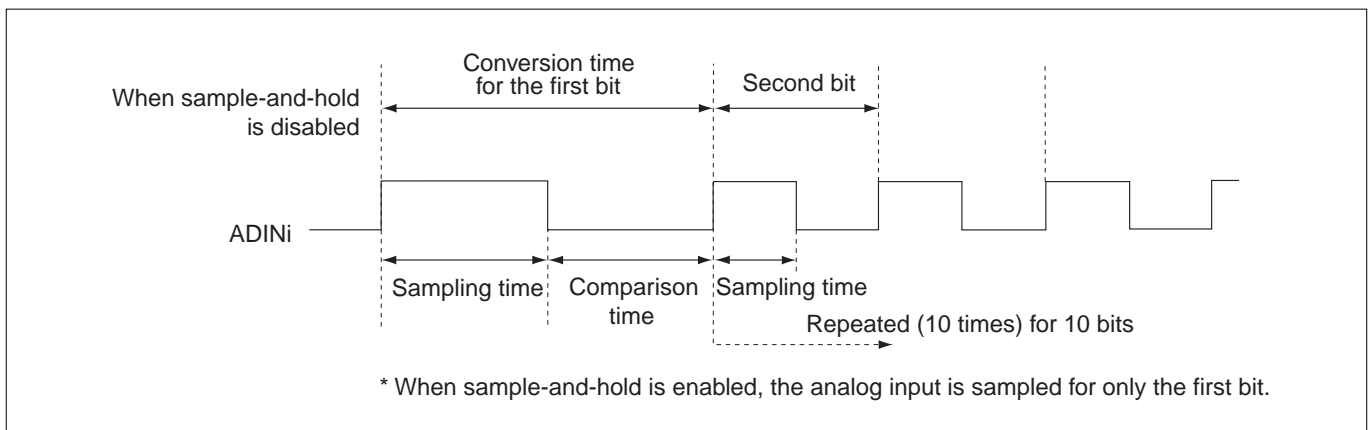 Conversion time
for the first bit
Second bit
When sample-and-hold
is disabled
ADINi
Sampling time
Comparison
time
Sampling time
Repeated (10 times) for 10 bits
* When sample-and-hold is enabled, the analog input is sampled for only the first bit.